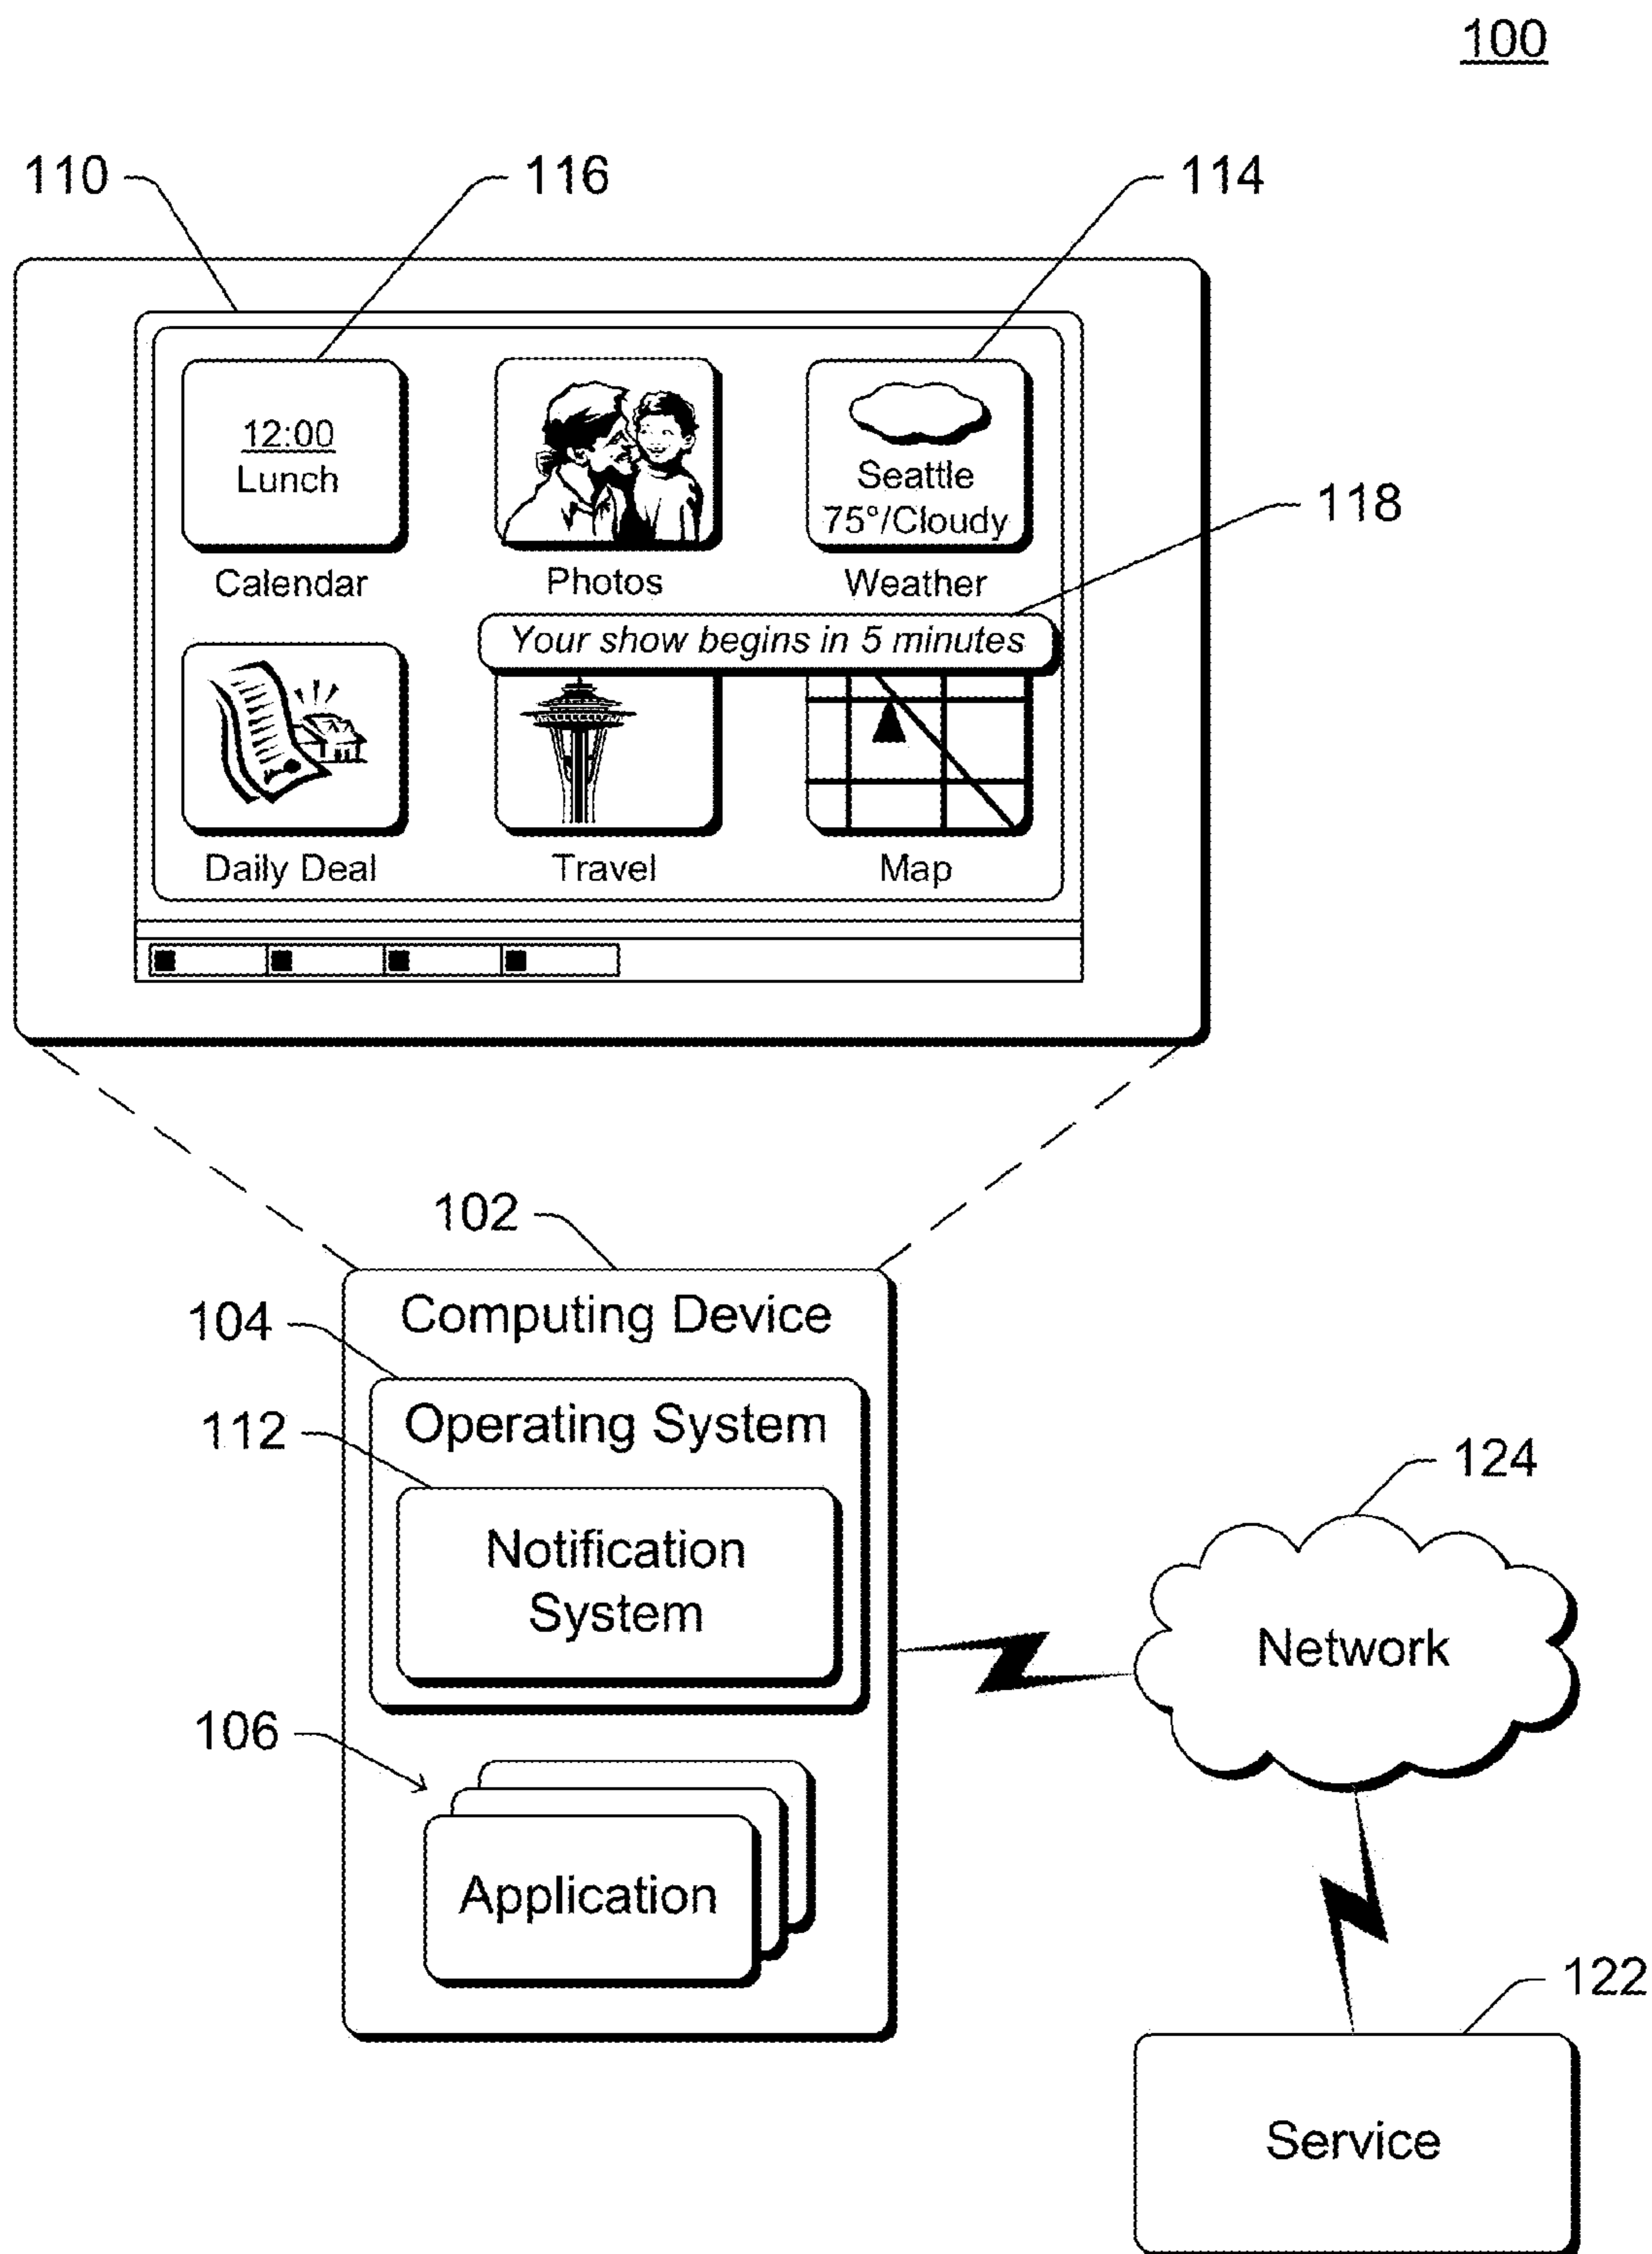 100
110
116
114
12:00
Lunch
Seattle
75°/Cloudy
118
Calendar
Photos
Weather
Your show begins in 5 minutes
Daily Deal
Travel
Map
102
Computing Device
104
Operating System
112
Notification
System
124
Network
106
Application
122
Service